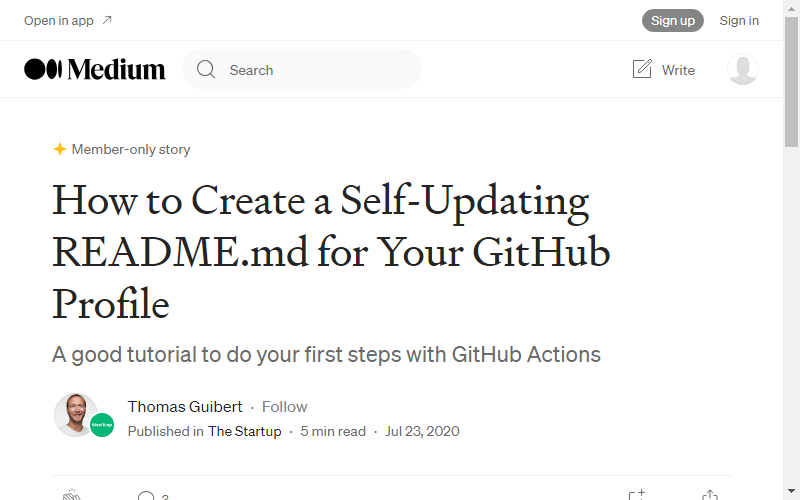 Open in app
Sign up
Sign in
Medium
Search
Write
Member-only story
How to Create a Self-Updating
README.md for Your GitHub
Profile
A good tutorial to do your first steps with GitHub Actions
Thomas Guibert · Follow
Published in The Startup · 5 min read · Jul 23, 2020
3